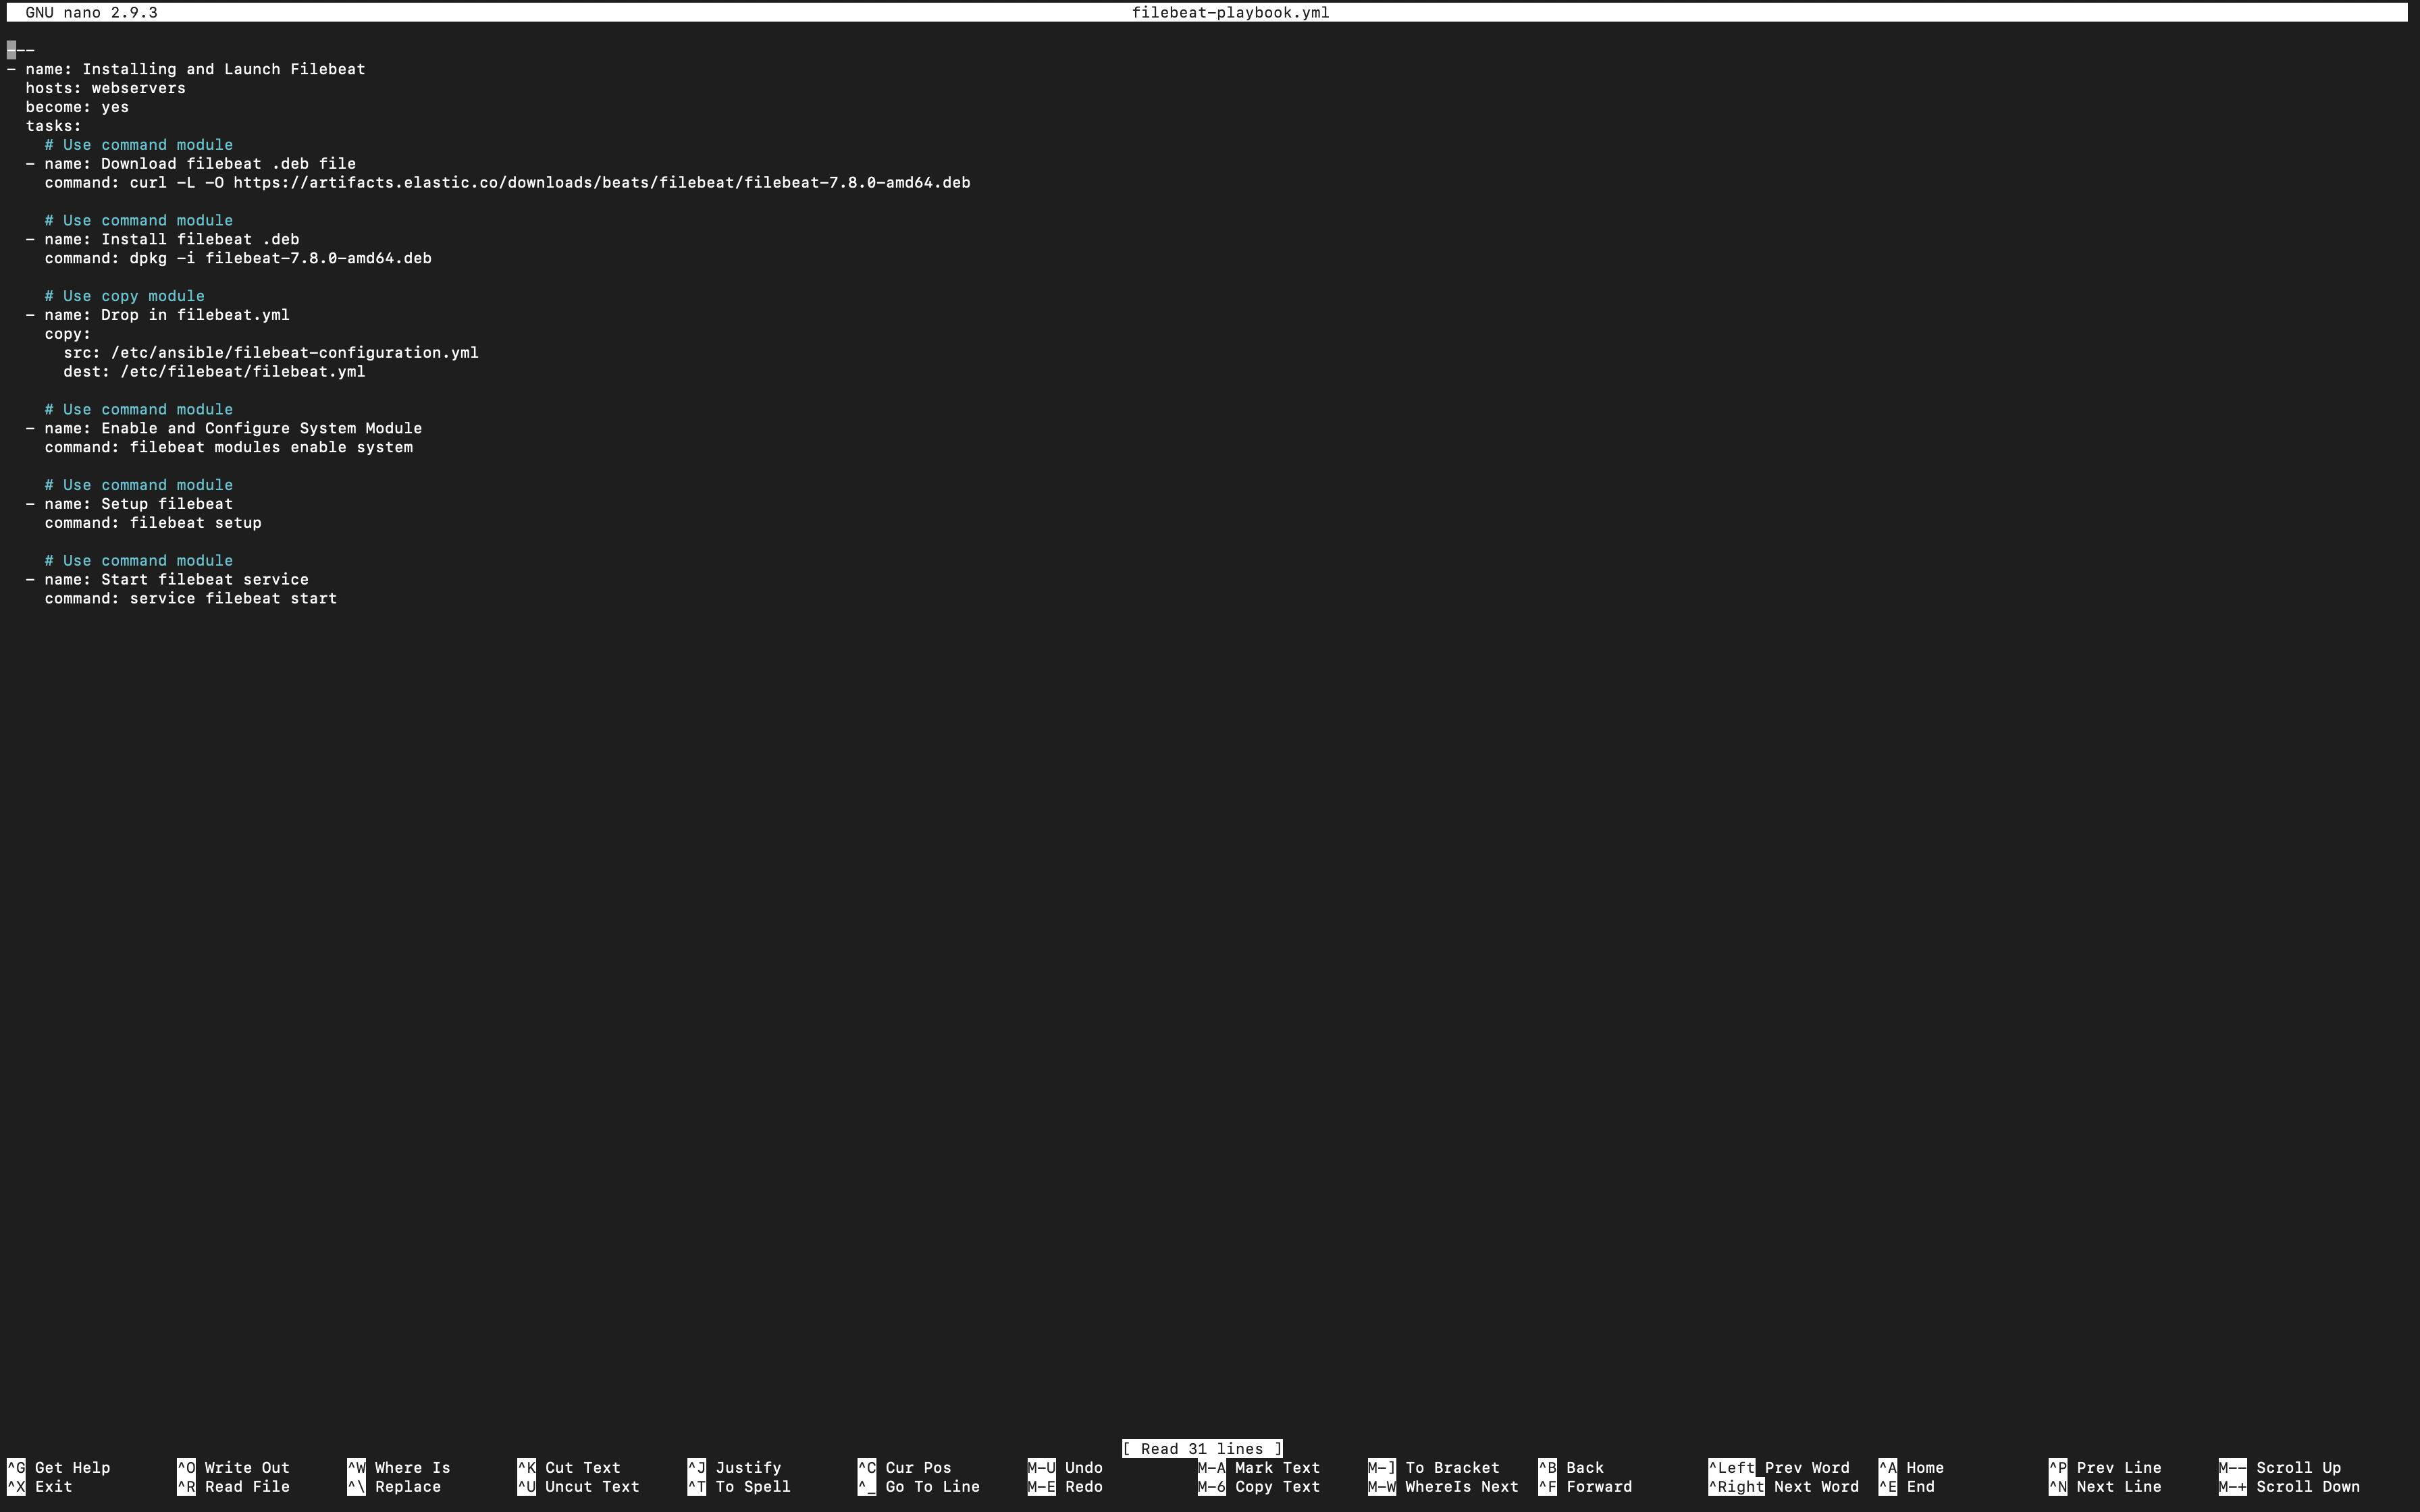 GNU nano 2.9.3 filebeat-playbook.yml
---
- name: Installing and Launch Filebeat
  hosts: webservers
  become: yes
  tasks:
    # Use command module
  - name: Download filebeat .deb file
    command: curl -L -O https://artifacts.elastic.co/downloads/beats/filebeat/filebeat-7.8.0-amd64.deb

    # Use command module
  - name: Install filebeat .deb
    command: dpkg -i filebeat-7.8.0-amd64.deb

    # Use copy module
  - name: Drop in filebeat.yml
    copy:
      src: /etc/ansible/filebeat-configuration.yml
      dest: /etc/filebeat/filebeat.yml

    # Use command module
  - name: Enable and Configure System Module
    command: filebeat modules enable system

    # Use command module
  - name: Setup filebeat
    command: filebeat setup

    # Use command module
  - name: Start filebeat service
    command: service filebeat start
[ Read 31 lines ]
^G Get Help ^O Write Out ^W Where Is ^K Cut Text ^J Justify ^C Cur Pos M-U Undo M-A Mark Text M-] To Bracket ^B Back ^Left Prev Word ^A Home ^P Prev Line M-- Scroll Up
^X Exit ^R Read File ^\ Replace ^U Uncut Text ^T To Spell ^_ Go To Line M-E Redo M-6 Copy Text M-W WhereIs Next ^F Forward ^Right Next Word ^E End ^N Next Line M-+ Scroll Down